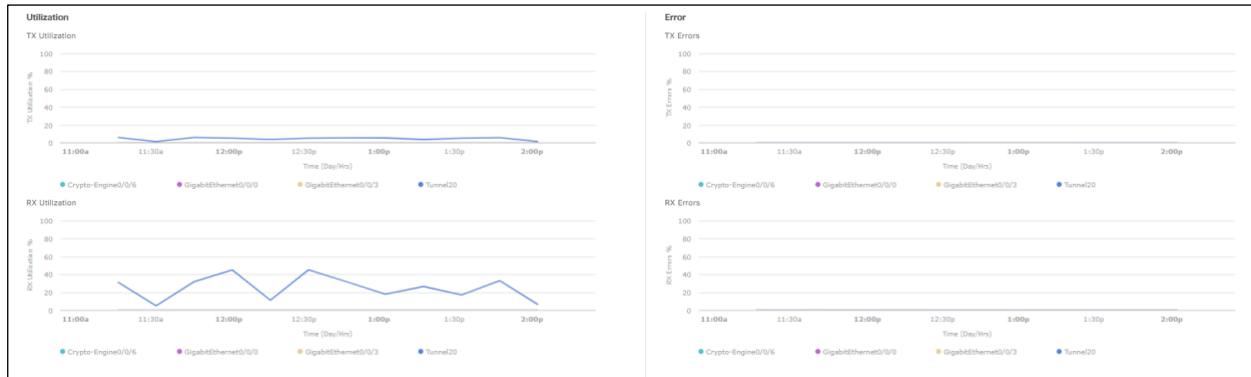 Utilization
TX Utilization
100
80
60
40
20
0
TX Utilization %
11:00a 11:30a 12:00p 12:30p 1:00p 1:30p 2:00p
Time (Day/Hrs)
Crypto-Engine0/0/6 GigabitEthernet0/0/0 GigabitEthernet0/0/3 Tunnel20
RX Utilization
100
80
60
40
20
0
RX Utilization %
11:00a 11:30a 12:00p 12:30p 1:00p 1:30p 2:00p
Time (Day/Hrs)
Crypto-Engine0/0/6 GigabitEthernet0/0/0 GigabitEthernet0/0/3 Tunnel20
Error
TX Errors
100
80
60
40
20
0
TX Errors %
11:00a 11:30a 12:00p 12:30p 1:00p 1:30p 2:00p
Time (Day/Hrs)
Crypto-Engine0/0/6 GigabitEthernet0/0/0 GigabitEthernet0/0/3 Tunnel20
RX Errors
100
80
60
40
20
0
RX Errors %
11:00a 11:30a 12:00p 12:30p 1:00p 1:30p 2:00p
Time (Day/Hrs)
Crypto-Engine0/0/6 GigabitEthernet0/0/0 GigabitEthernet0/0/3 Tunnel20